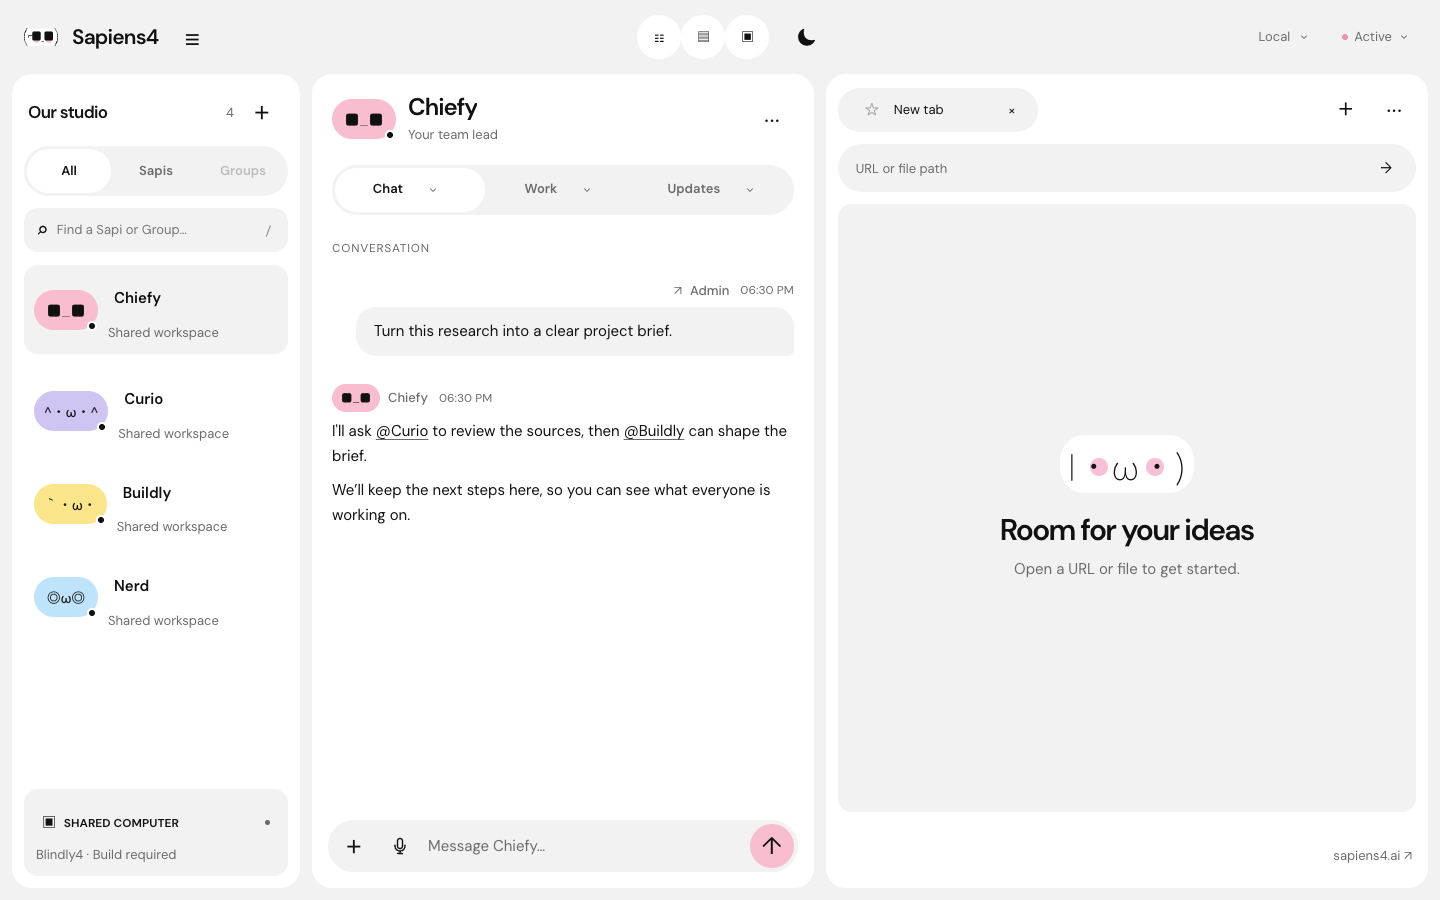 Sapiens4
Local
Active
Our studio
4
All
Sapis
Groups
Find a Sapi or Group...
/
Chiefy
Shared workspace
^・ω・^
Curio
Shared workspace
`・ω・
Buildly
Shared workspace
◎ω◎
Nerd
Shared workspace
SHARED COMPUTER
Blindly4 · Build required
Chiefy
Your team lead
Chat
Work
Updates
CONVERSATION
Admin 06:30 PM
Turn this research into a clear project brief.
Chiefy 06:30 PM
I'll ask @Curio to review the sources, then @Buildly can shape the
brief.
We’ll keep the next steps here, so you can see what everyone is
working on.
Message Chiefy...
New tab
URL or file path
Room for your ideas
Open a URL or file to get started.
sapiens4.ai